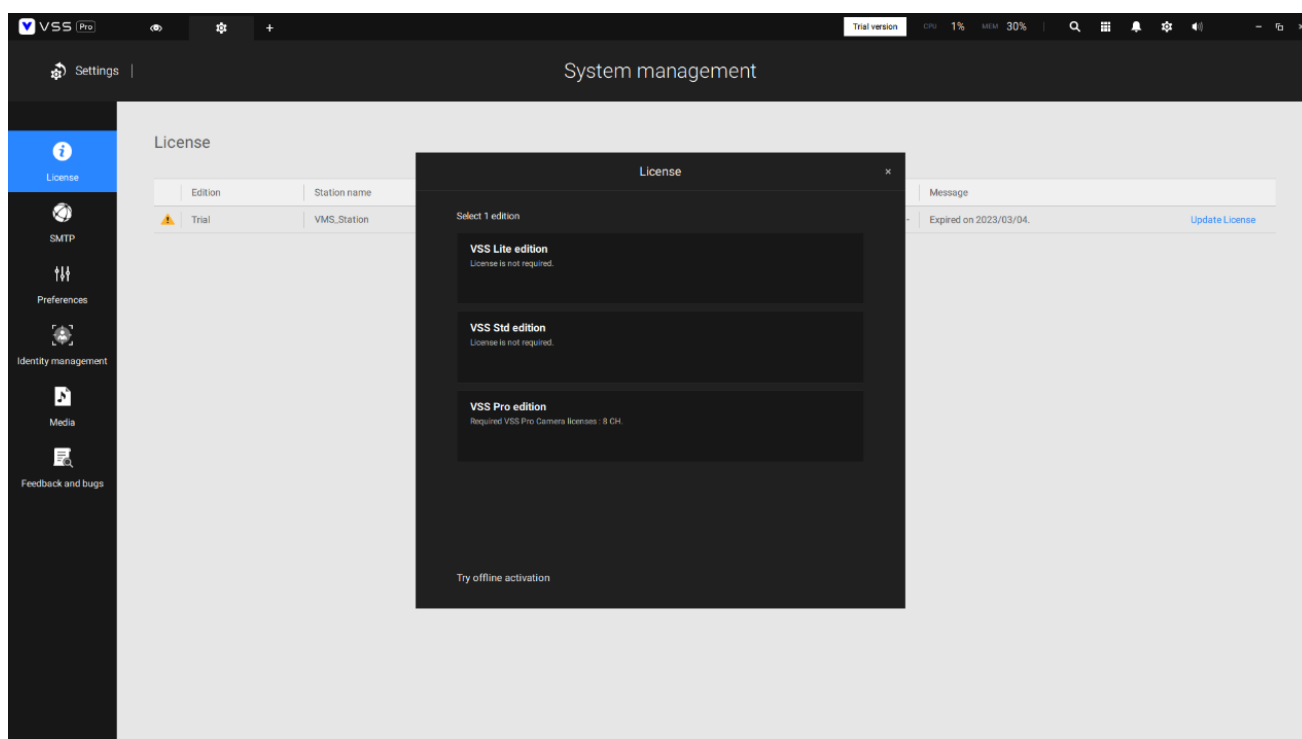 VSS Pro
Trial version
CPU 1% MEM 30%
Settings
System management
License
SMTP
Preferences
Identity management
Media
Feedback and bugs
License
Edition Station name Message
Trial VMS_Station - Expired on 2023/03/04. Update License
License
Select 1 edition
VSS Lite edition
License is not required.
VSS Std edition
License is not required.
VSS Pro edition
Required VSS Pro Camera licenses : 8 CH.
Try offline activation